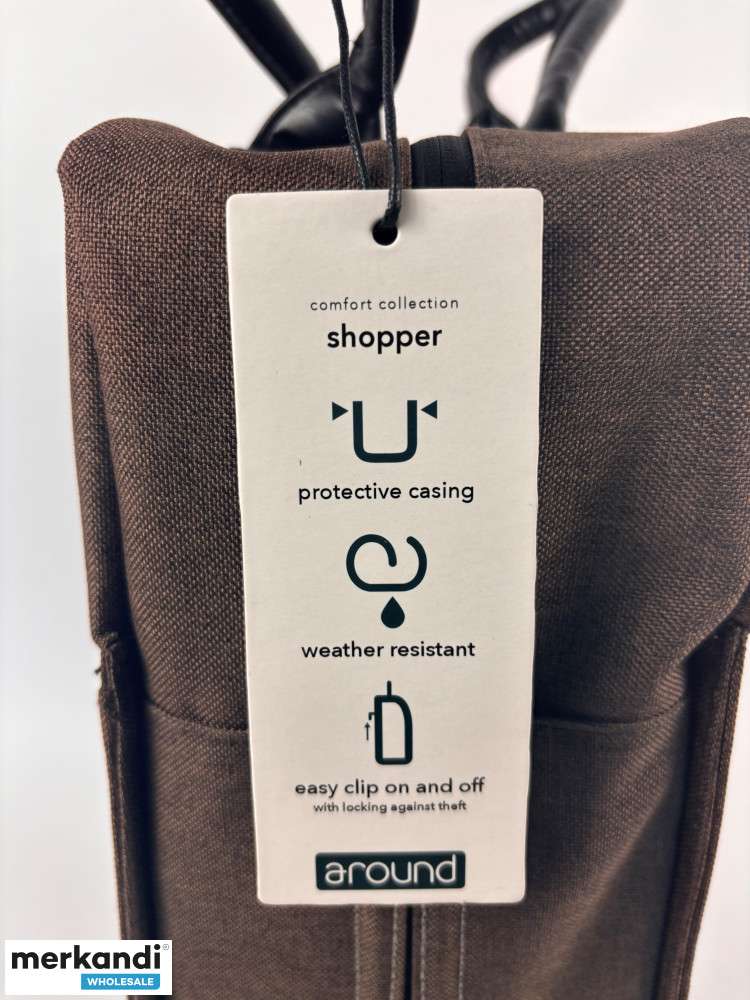 comfort collection
shopper
protective casing
weather resistant
easy clip on and off
with locking against theft
around
merkandi®
WHOLESALE